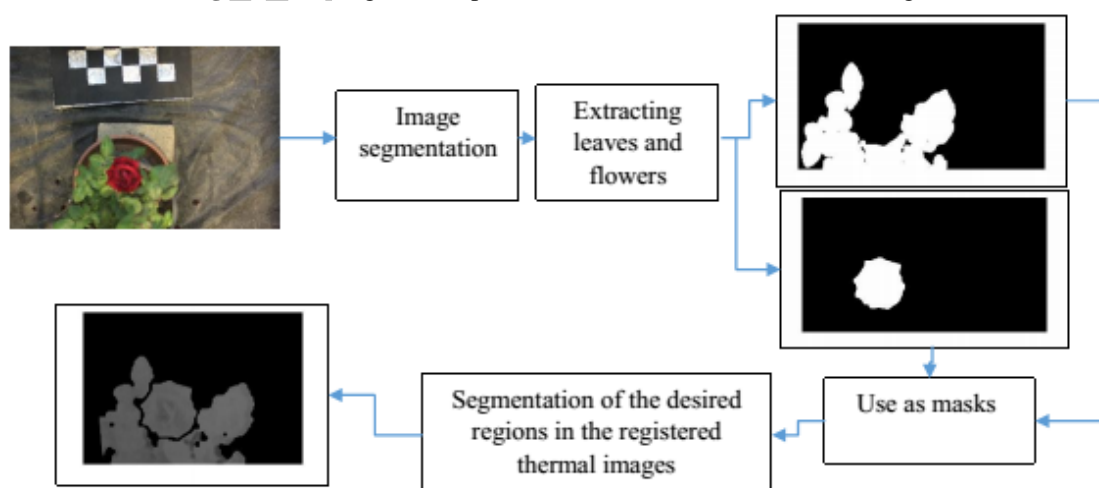 Image
segmentation
Extracting
leaves and
flowers
Use as masks
Segmentation of the desired
regions in the registered
thermal images